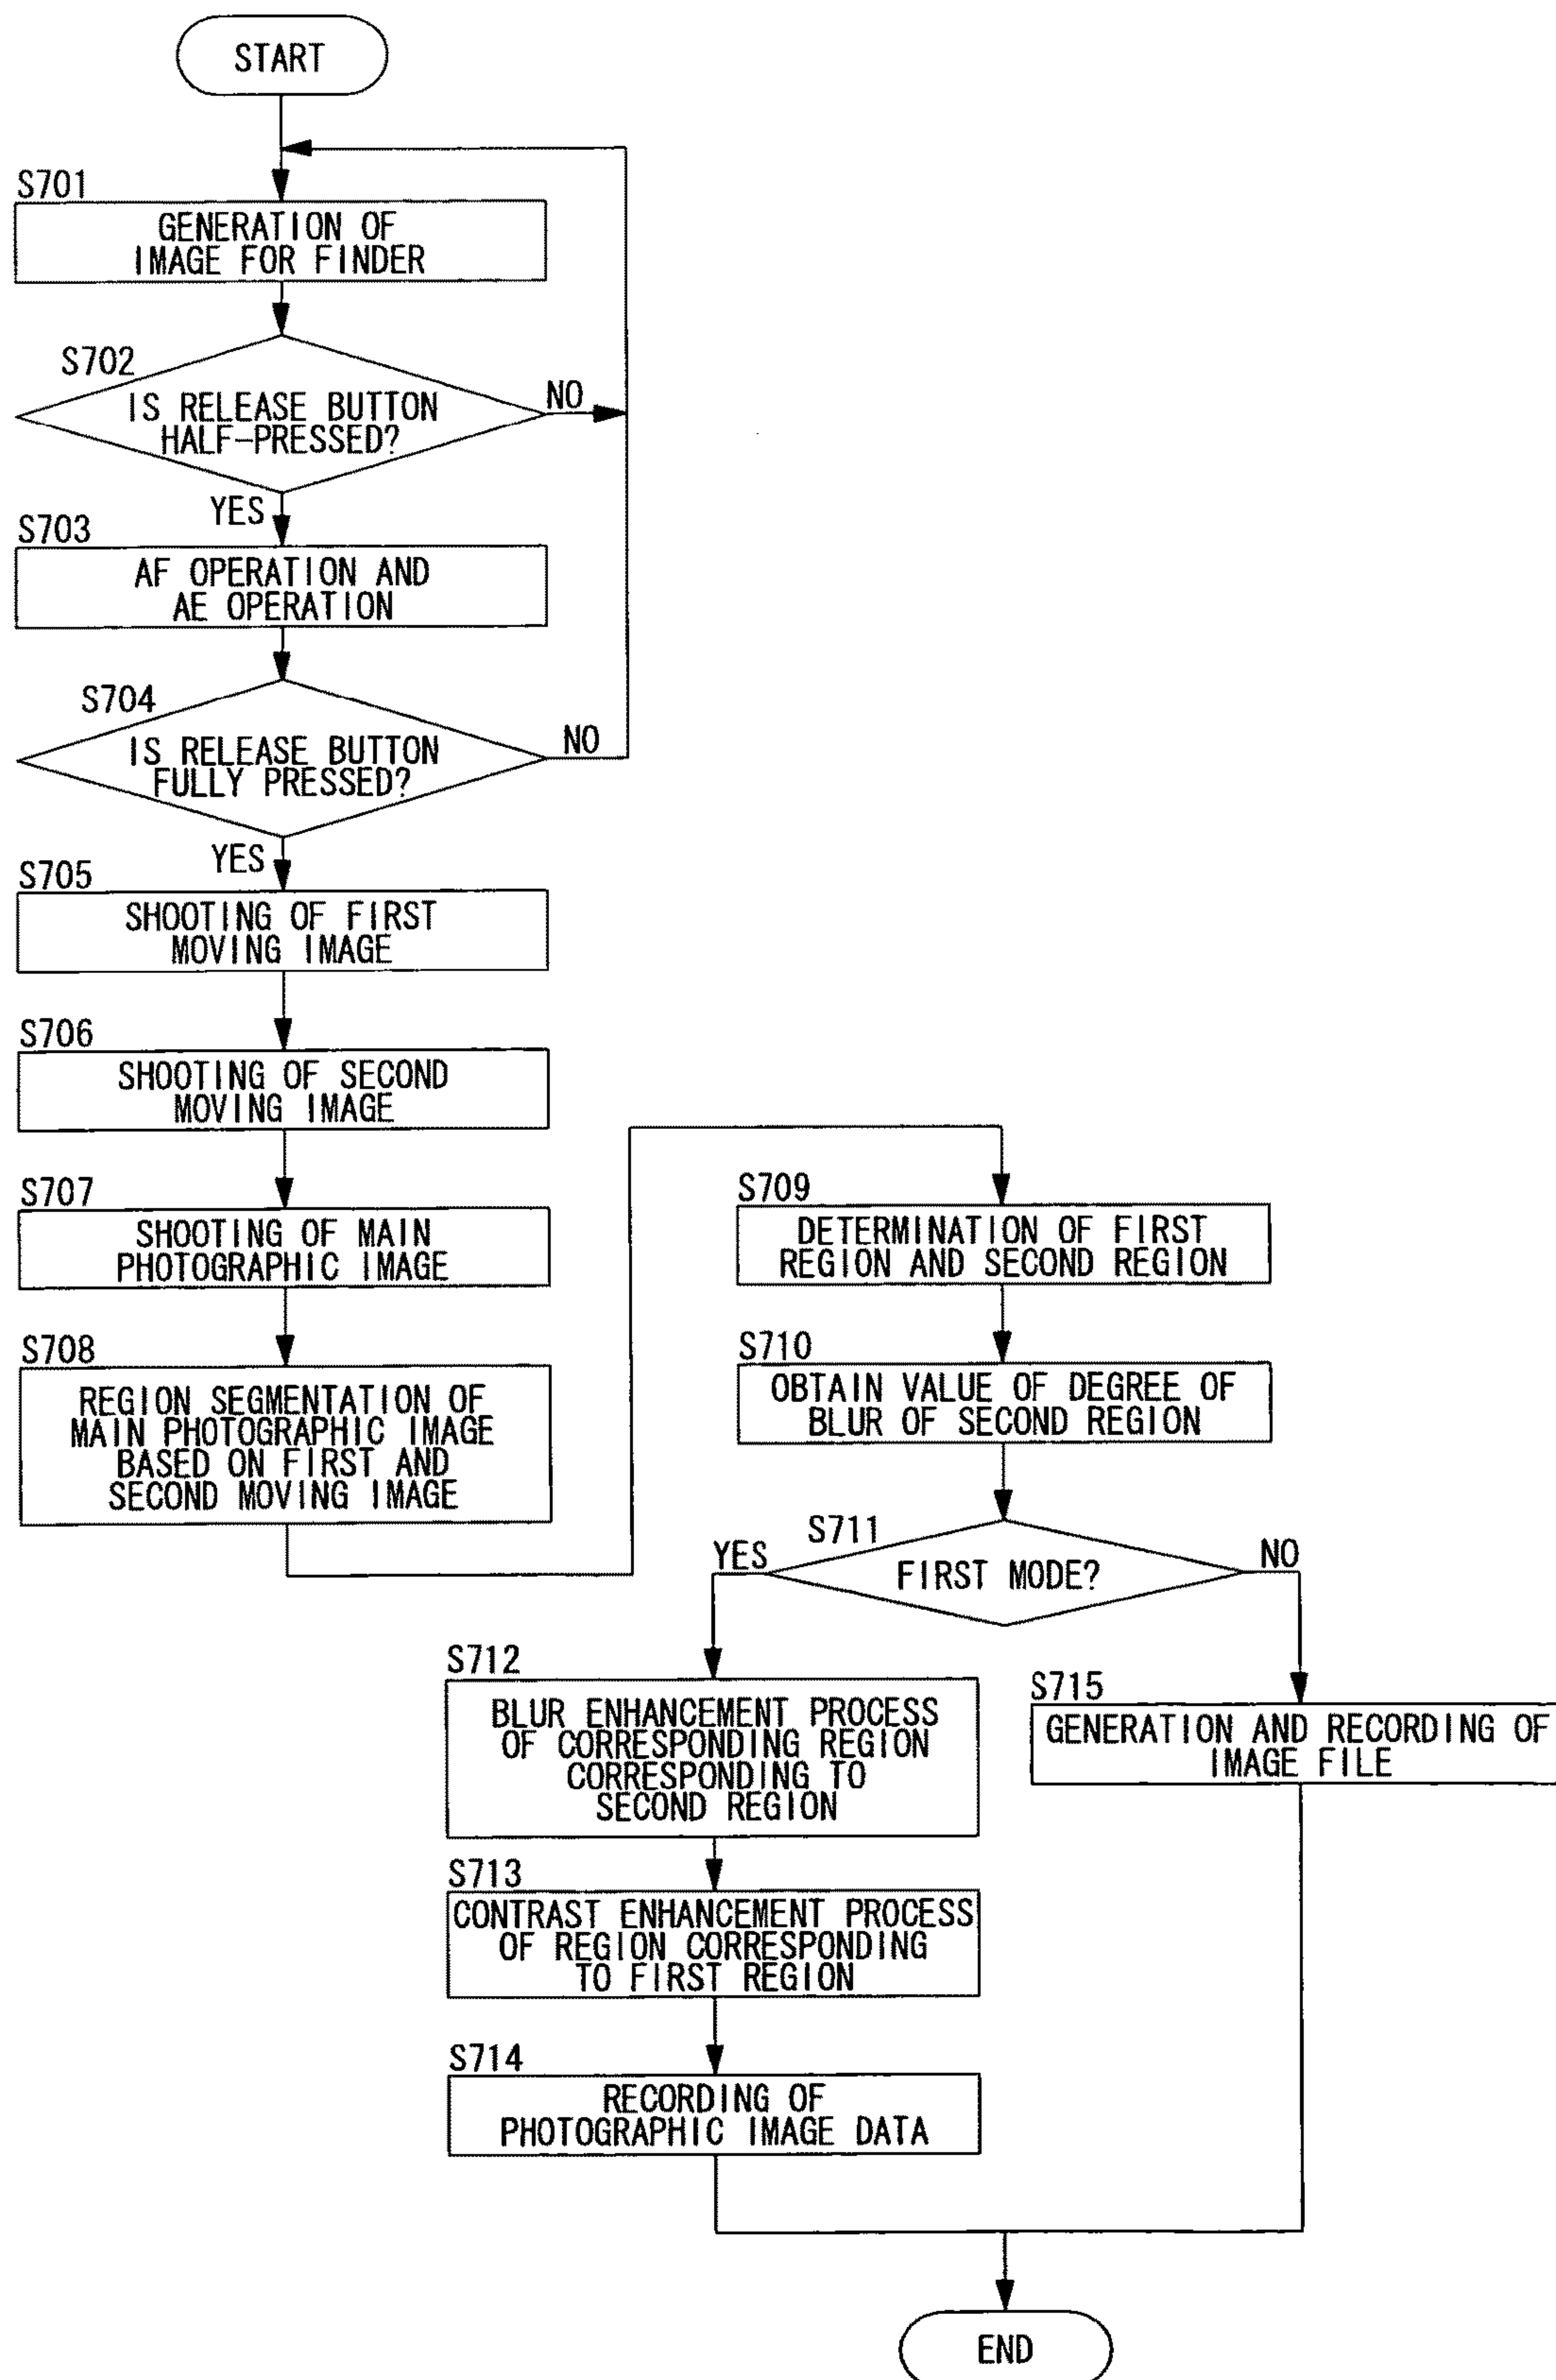 START
S701
GENERATION OF
IMAGE FOR FINDER
S702
IS RELEASE BUTTON
HALF-PRESSED?
NO
YES
S703
AF OPERATION AND
AE OPERATION
S704
IS RELEASE BUTTON
FULLY PRESSED?
NO
YES
S705
SHOOTING OF FIRST
MOVING IMAGE
S706
SHOOTING OF SECOND
MOVING IMAGE
S707
SHOOTING OF MAIN
PHOTOGRAPHIC IMAGE
S708
REGION SEGMENTATION OF
MAIN PHOTOGRAPHIC IMAGE
BASED ON FIRST AND
SECOND MOVING IMAGE
S709
DETERMINATION OF FIRST
REGION AND SECOND REGION
S710
OBTAIN VALUE OF DEGREE OF
BLUR OF SECOND REGION
S711
FIRST MODE?
YES
NO
S712
BLUR ENHANCEMENT PROCESS
OF CORRESPONDING REGION
CORRESPONDING TO
SECOND REGION
S713
CONTRAST ENHANCEMENT PROCESS
OF REGION CORRESPONDING
TO FIRST REGION
S714
RECORDING OF
PHOTOGRAPHIC IMAGE DATA
S715
GENERATION AND RECORDING OF
IMAGE FILE
END